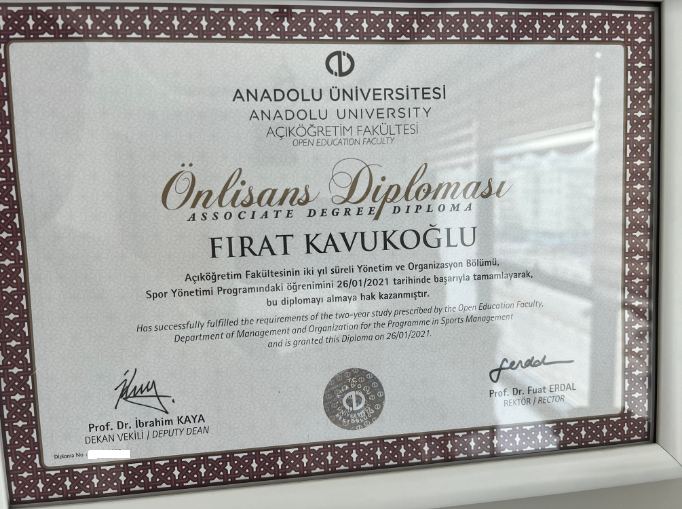 ANADOLU ÜNİVERSİTESİ
ANADOLU UNIVERSITY
AÇIKÖĞRETİM FAKÜLTESİ
OPEN EDUCATION FACULTY
Önlisans Diploması
ASSOCIATE DEGREE DIPLOMA
FIRAT KAVUKOĞLU
Açıköğretim Fakültesinin iki yıl süreli Yönetim ve Organizasyon Bölümü,
Spor Yönetimi Programındaki öğrenimini 26/01/2021 tarihinde başarıyla tamamlayarak,
bu diplomayı almaya hak kazanmıştır.
Has successfully fulfilled the requirements of the two-year study prescribed by the Open Education Faculty,
Department of Management and Organization for the Programme in Sports Management
and is granted this Diploma on 26/01/2021.
Prof. Dr. İbrahim KAYA
DEKAN VEKİLİ / DEPUTY DEAN
Prof. Dr. Fuat ERDAL
REKTÖR / RECTOR
Diploma No :